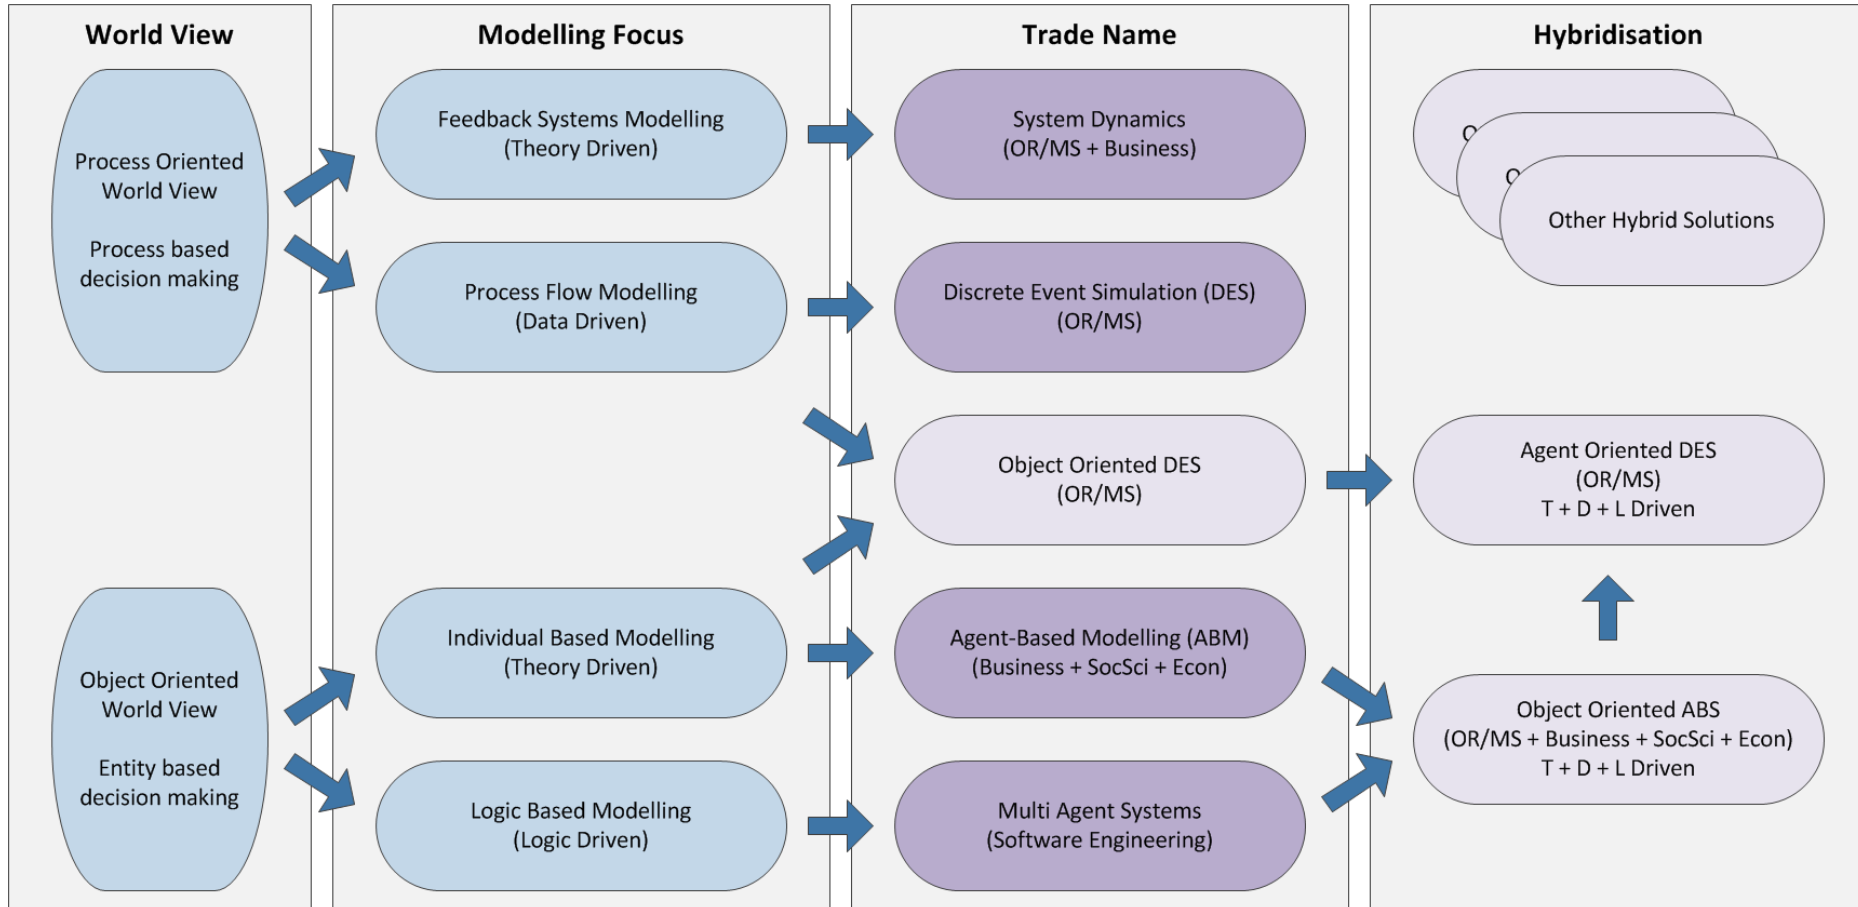 World View
Process Oriented
World View
Process based
decision making
Object Oriented
World View
Entity based
decision making
Modelling Focus
Feedback Systems Modelling
(Theory Driven)
Process Flow Modelling
(Data Driven)
Individual Based Modelling
(Theory Driven)
Logic Based Modelling
(Logic Driven)
Trade Name
System Dynamics
(OR/MS + Business)
Discrete Event Simulation (DES)
(OR/MS)
Object Oriented DES
(OR/MS)
Agent-Based Modelling (ABM)
(Business + SocSci + Econ)
Multi Agent Systems
(Software Engineering)
Hybridisation
Other Hybrid Solutions
Agent Oriented DES
(OR/MS)
T + D + L Driven
Object Oriented ABS
(OR/MS + Business + SocSci + Econ)
T + D + L Driven